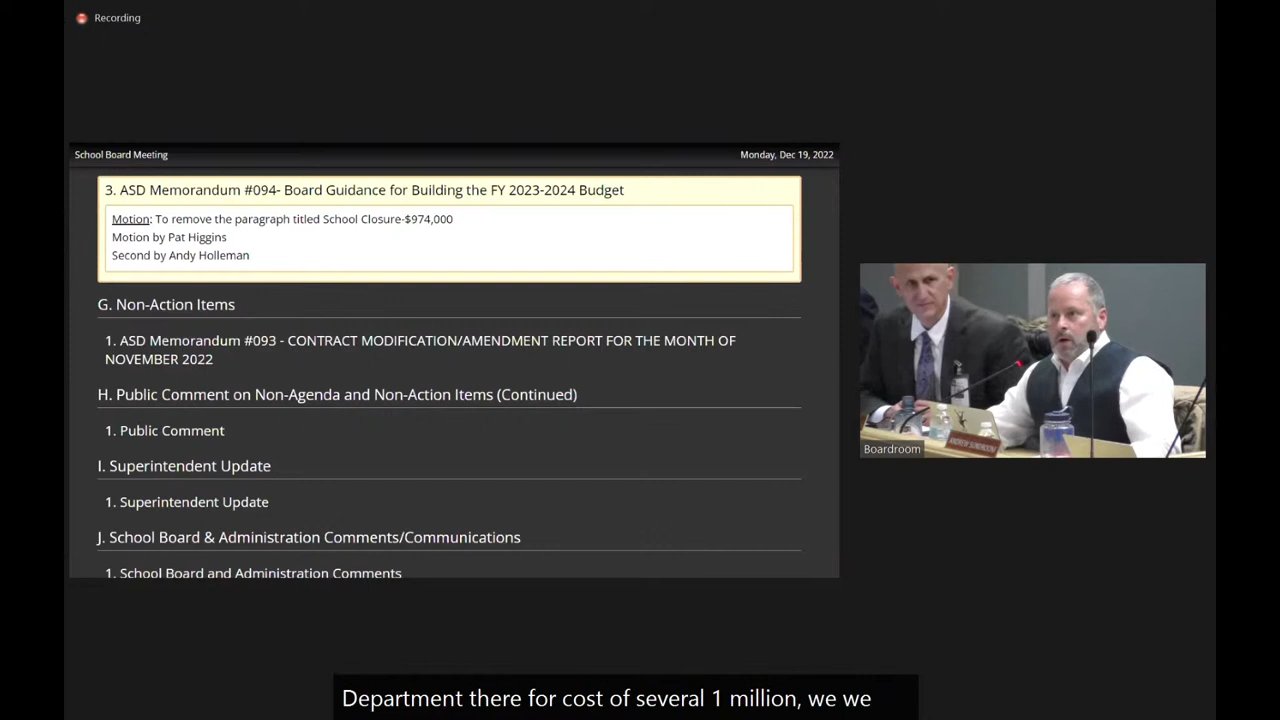 Recording
School Board Meeting
Monday, Dec 19, 2022
3. ASD Memorandum #094- Board Guidance for Building the FY 2023-2024 Budget
Motion: To remove the paragraph titled School Closure-$974,000
Motion by Pat Higgins
Second by Andy Holleman
G. Non-Action Items
1. ASD Memorandum #093 - CONTRACT MODIFICATION/AMENDMENT REPORT FOR THE MONTH OF
NOVEMBER 2022
H. Public Comment on Non-Agenda and Non-Action Items (Continued)
1. Public Comment
I. Superintendent Update
1. Superintendent Update
J. School Board & Administration Comments/Communications
1. School Board and Administration Comments
Boardroom
Department there for cost of several 1 million, we we